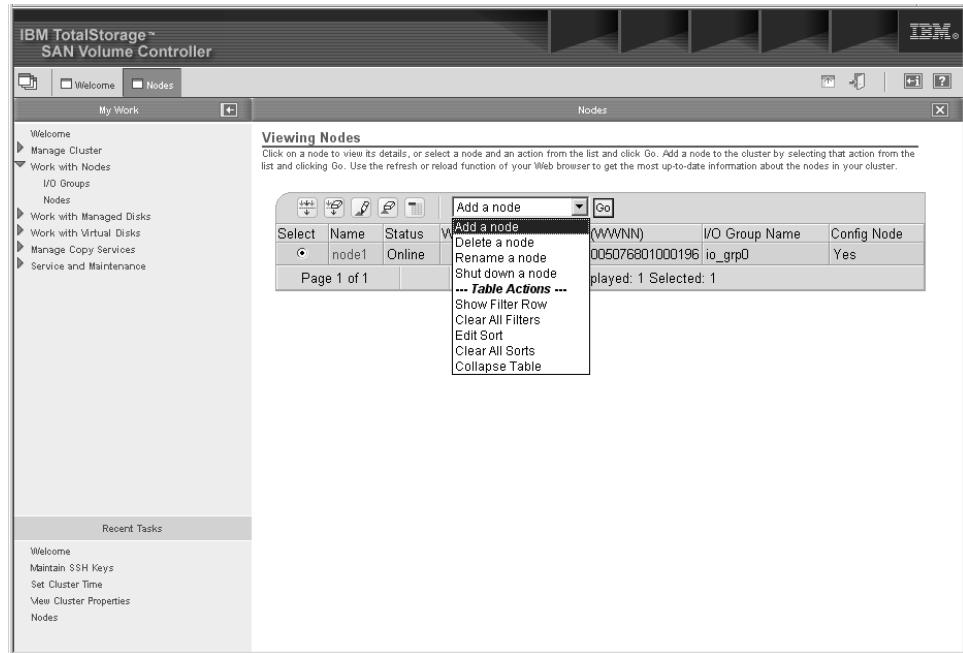 IBM TotalStorage™
SAN Volume Controller
IBM®
Welcome
Nodes
?
My Work
Nodes
Welcome
Manage Cluster
Work with Nodes
I/O Groups
Nodes
Work with Managed Disks
Work with Virtual Disks
Manage Copy Services
Service and Maintenance
Viewing Nodes
Click on a node to view its details, or select a node and an action from the list and click Go. Add a node to the cluster by selecting that action from the
list and clicking Go. Use the refresh or reload function of your Web browser to get the most up-to-date information about the nodes in your cluster.
Add a node Go
Select Name Status W (WWNN) I/O Group Name Config Node
node1 Online 005076801000196 io_grp0 Yes
Page 1 of 1 played: 1 Selected: 1
Add a node
Delete a node
Rename a node
Shut down a node
--- Table Actions ---
Show Filter Row
Clear All Filters
Edit Sort
Clear All Sorts
Collapse Table
Recent Tasks
Welcome
Maintain SSH Keys
Set Cluster Time
View Cluster Properties
Nodes